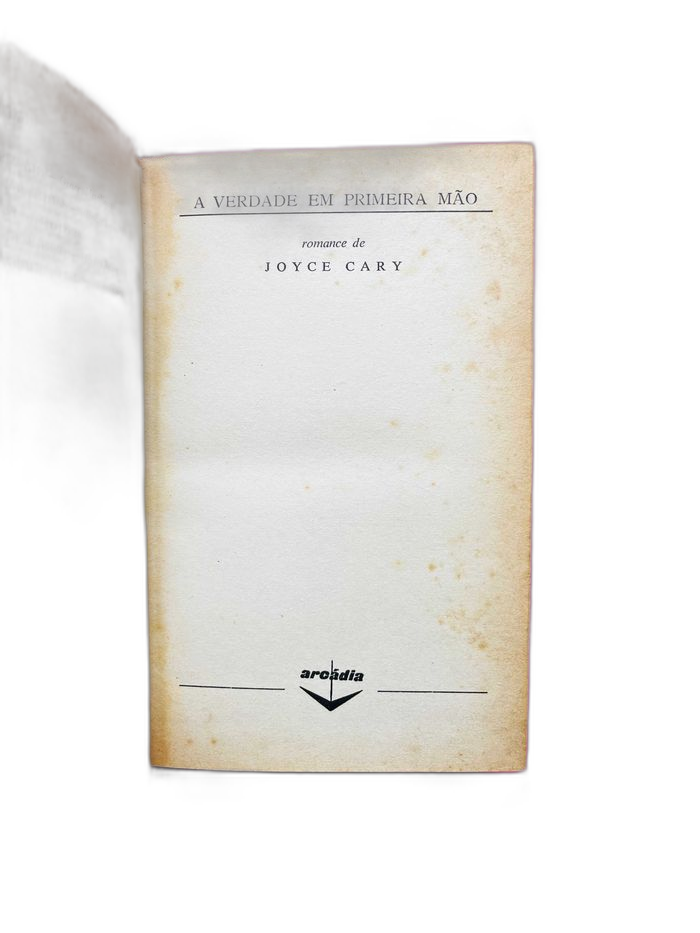 A VERDADE EM PRIMEIRA MÃO
romance de
JOYCE CARY
arcádia